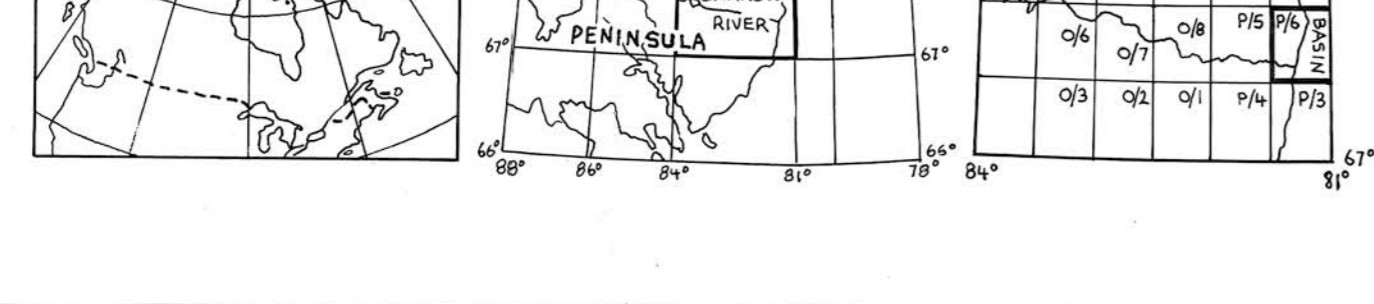 RIVER
67°
PENINSULA
67°
66°
66°
88°
86°
84°
81°
78°
O/6
O/7
O/8
P/5
P/6
BASIN
O/3
O/2
O/1
P/4
P/3
84°
67°
81°